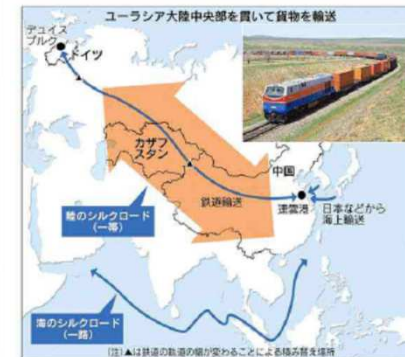 ユーラシア大陸中央部を貫いて貨物を輸送
デュイス
ブルク
ドイツ
カザフ
スタン
中国
鉄道輸送
連雲港
日本などから
海上輸送
陸のシルクロード
(一帯)
海のシルクロード
(一路)
(注)▲は鉄道の軌道の幅が変わることによる積み替え場所